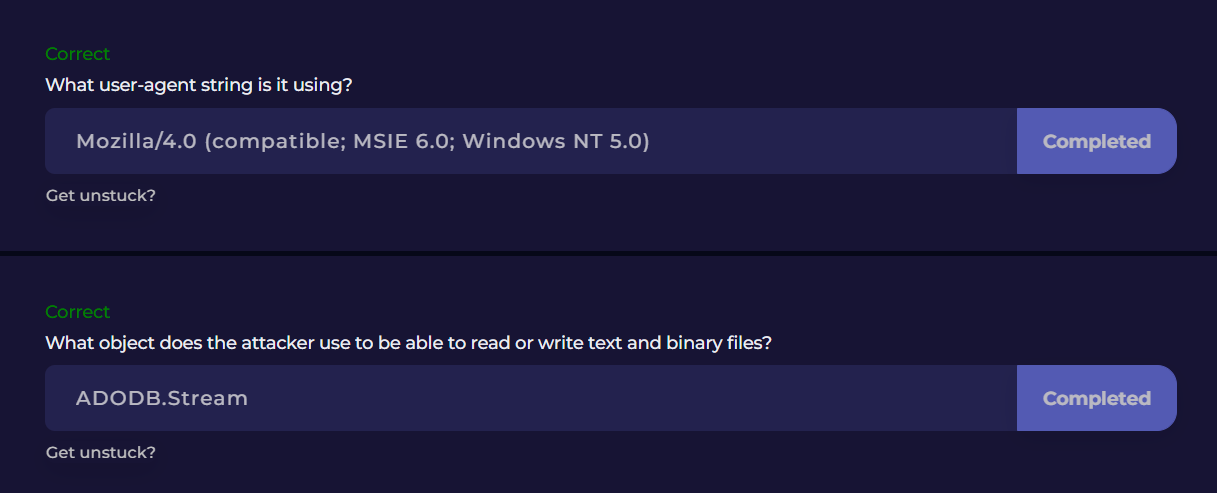 Correct
What user-agent string is it using?
Mozilla/4.0 (compatible; MSIE 6.0; Windows NT 5.0)
Completed
Get unstuck?
Correct
What object does the attacker use to be able to read or write text and binary files?
ADODB.Stream
Completed
Get unstuck?